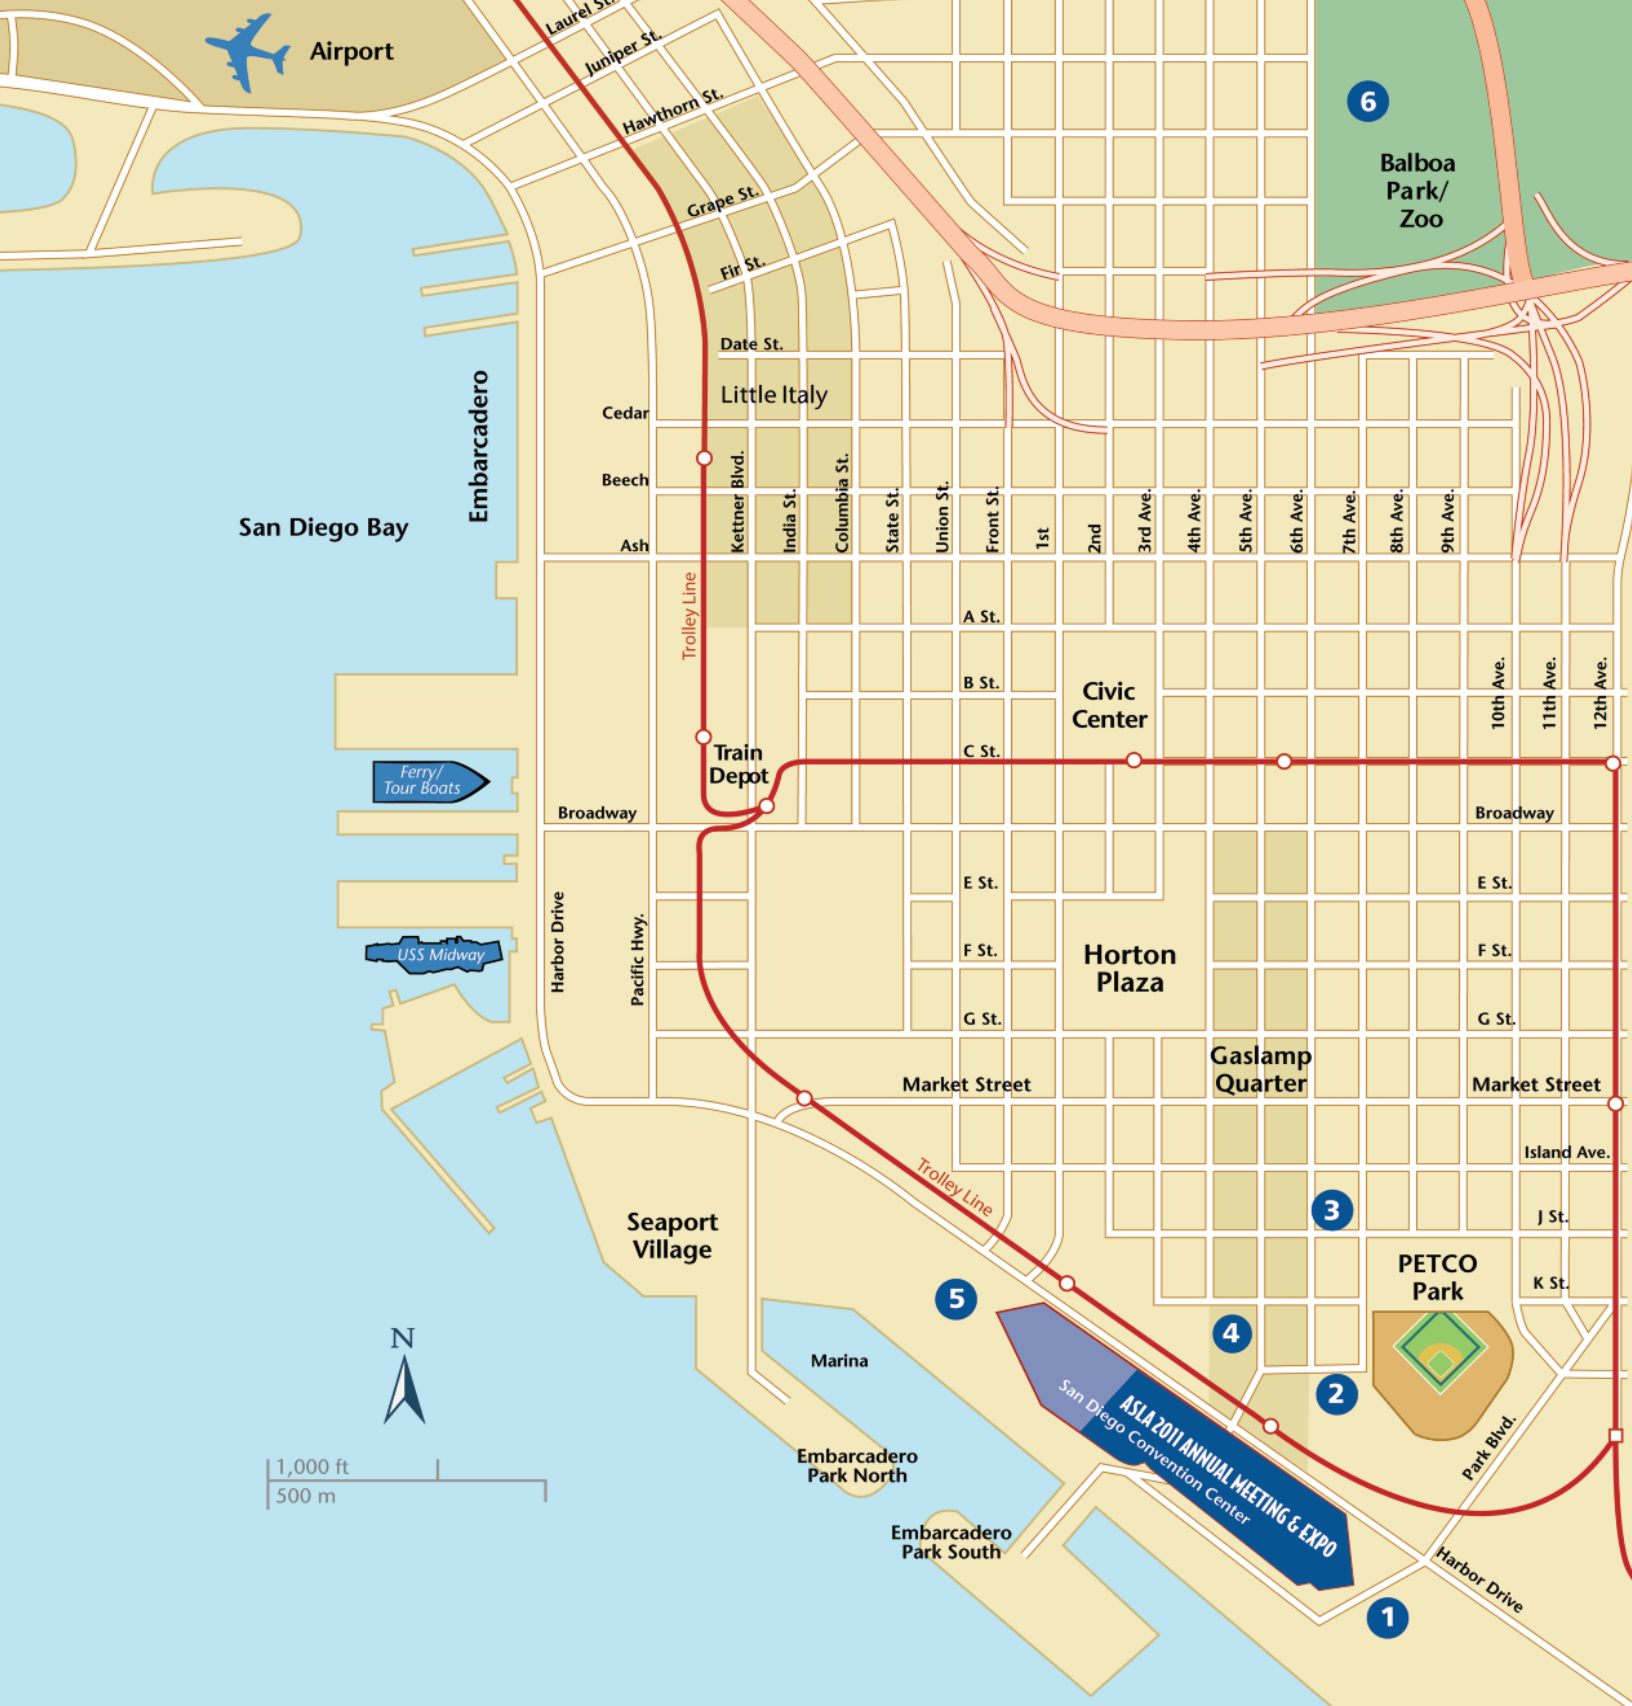 Laurel St.
Airport
Juniper St.
6
Hawthorn St.
Balboa
Park/
Zoo
Grape St.
Fir St.
Date St.
Little Italy
Embarcadero
Cedar
Beech
Kettner Blvd.
India St.
Columbia St.
State St.
Union St.
Front St.
1st
2nd
3rd Ave.
4th Ave.
5th Ave.
6th Ave.
7th Ave.
8th Ave.
9th Ave.
San Diego Bay
Ash
Trolley Line
A St.
B St.
Civic
Center
10th Ave.
11th Ave.
12th Ave.
Train
Depot
C St.
Ferry/
Tour Boats
Broadway
Broadway
E St.
E St.
Harbor Drive
Pacific Hwy.
USS Midway
F St.
Horton
Plaza
F St.
G St.
G St.
Gaslamp
Quarter
Market Street
Market Street
Island Ave.
Trolley Line
3
J St.
Seaport
Village
PETCO
Park
K St.
5
4
N
Marina
2
ASLA 2011 ANNUAL MEETING & EXPO
San Diego Convention Center
Park Blvd.
Embarcadero
Park North
1,000 ft
500 m
Embarcadero
Park South
Harbor Drive
1